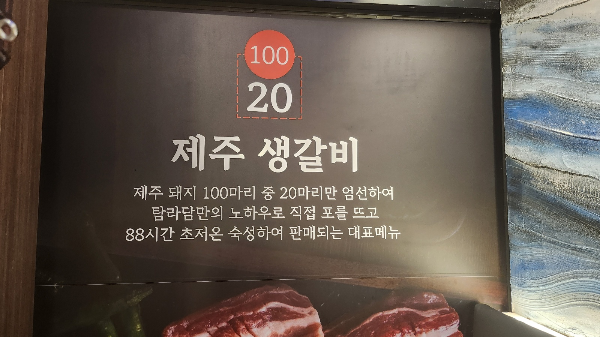 100
20
제주 생갈비
제주 돼지 100마리 중 20마리만 엄선하여
탐라담만의 노하우로 직접 포를 뜨고
88시간 초저온 숙성하여 판매되는 대표메뉴